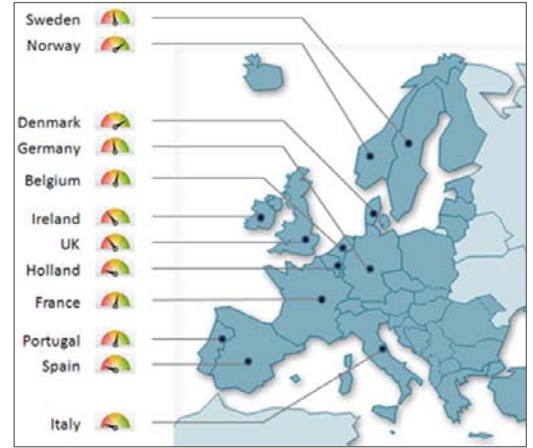 Sweden
Norway
Denmark
Germany
Belgium
Ireland
UK
Holland
France
Portugal
Spain
Italy